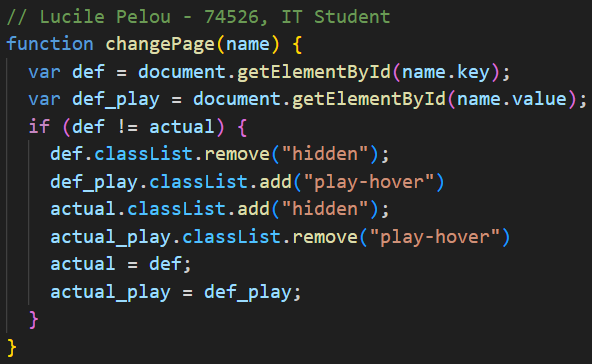 // Lucile Pelou - 74526, IT Student
function changePage(name) {
  var def = document.getElementById(name.key);
  var def_play = document.getElementById(name.value);
  if (def != actual) {
    def.classList.remove("hidden");
    def_play.classList.add("play-hover")
    actual.classList.add("hidden");
    actual_play.classList.remove("play-hover")
    actual = def;
    actual_play = def_play;
  }
}